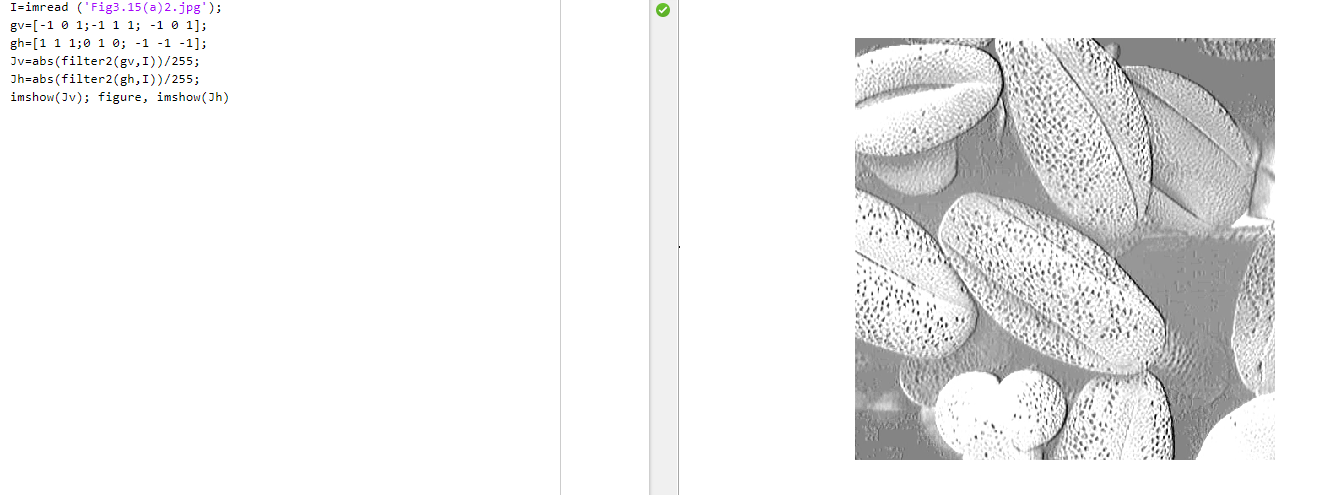 I=imread ('Fig3.15(a)2.jpg');
gv=[-1 0 1;-1 1 1; -1 0 1];
gh=[1 1 1;0 1 0; -1 -1 -1];
Jv=abs(filter2(gv,I))/255;
Jh=abs(filter2(gh,I))/255;
imshow(Jv); figure, imshow(Jh)